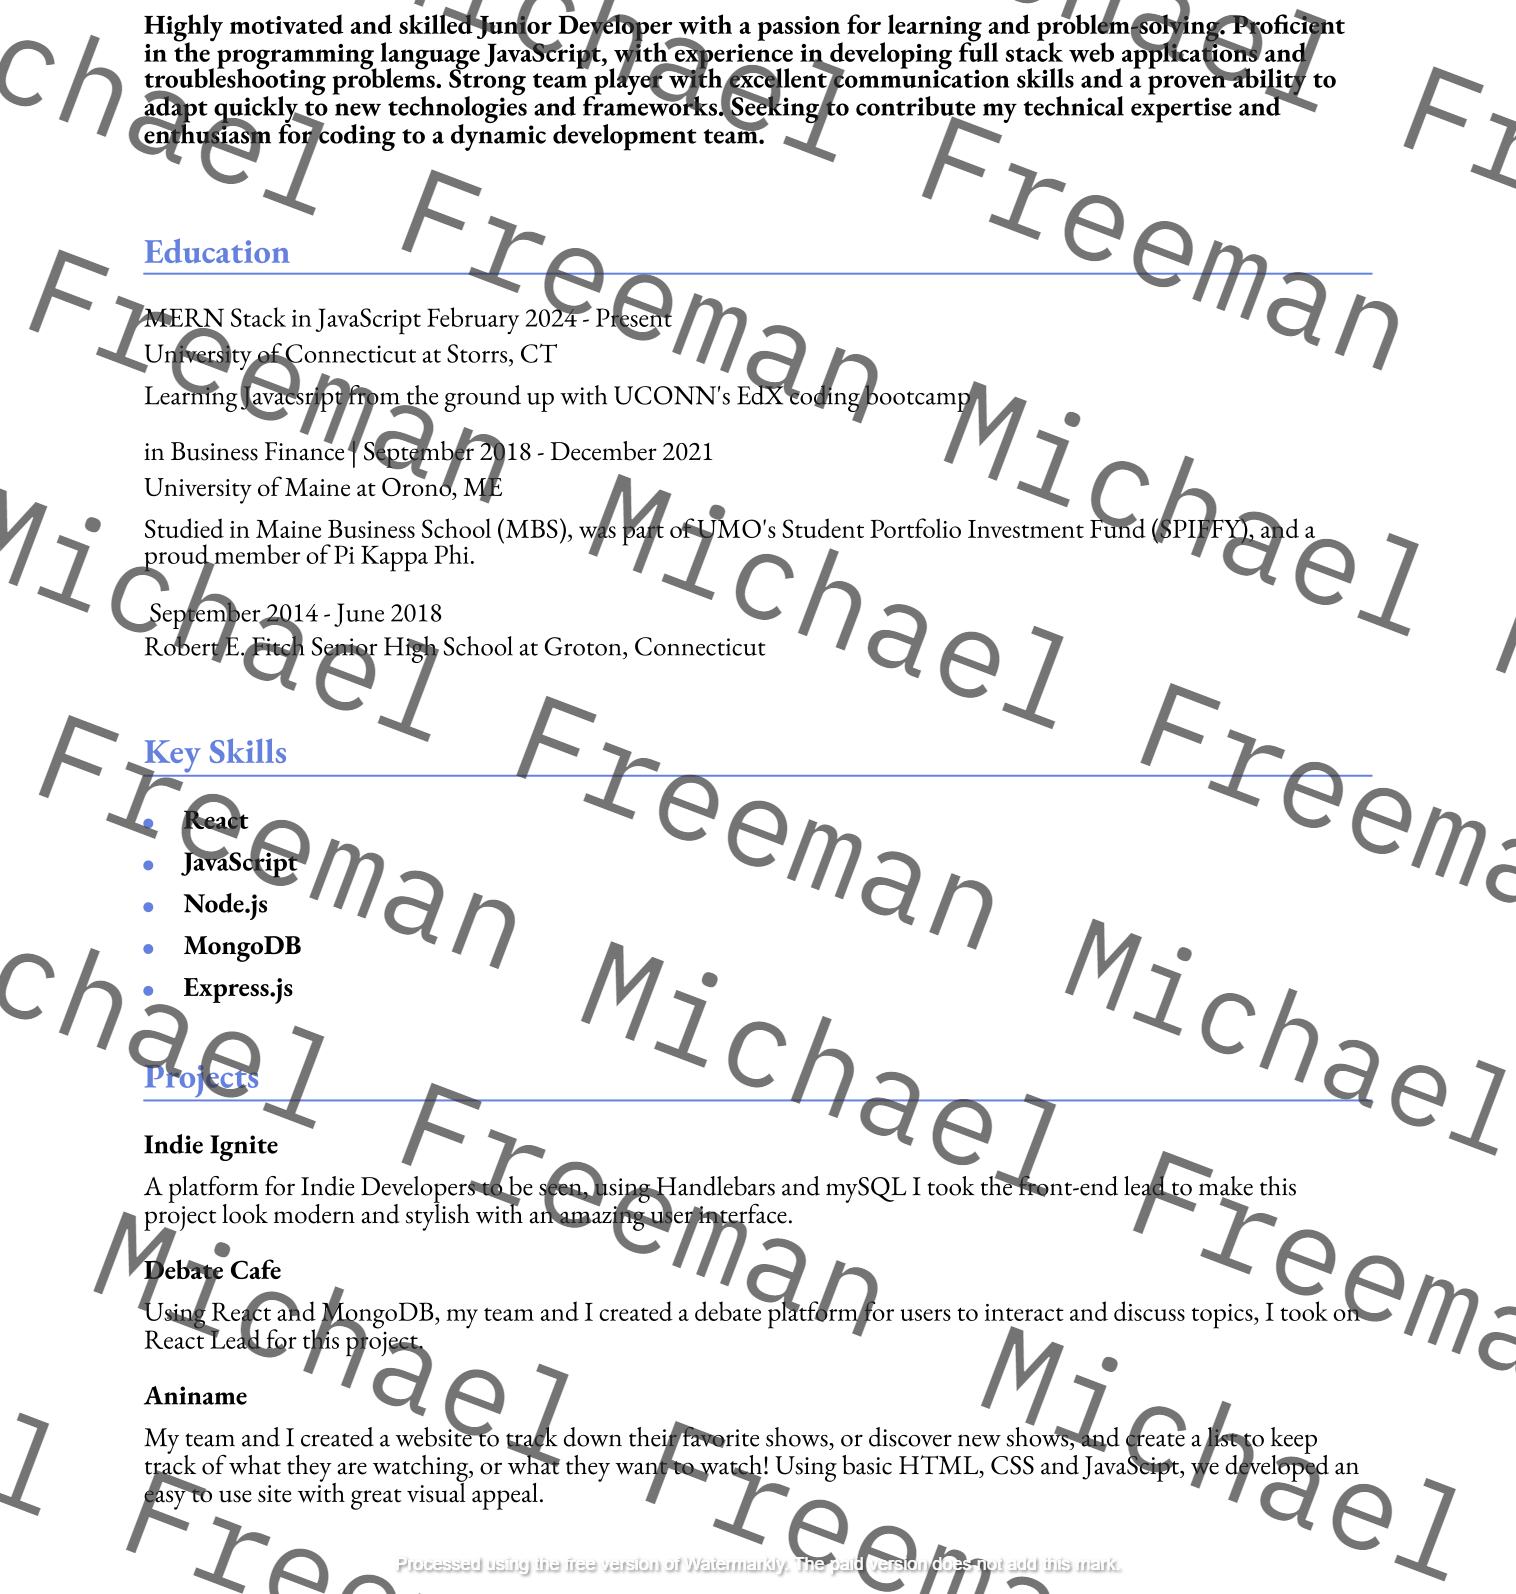 Highly motivated and skilled Junior Developer with a passion for learning and problem-solving. Proficient
in the programming language JavaScript, with experience in developing full stack web applications and
troubleshooting problems. Strong team player with excellent communication skills and a proven ability to
adapt quickly to new technologies and frameworks. Seeking to contribute my technical expertise and
enthusiasm for coding to a dynamic development team.
Education
MERN Stack in JavaScript February 2024 - Present
University of Connecticut at Storrs, CT
Learning Javacsript from the ground up with UCONN's EdX coding bootcamp
in Business Finance | September 2018 - December 2021
University of Maine at Orono, ME
Studied in Maine Business School (MBS), was part of UMO's Student Portfolio Investment Fund (SPIFFY), and a
proud member of Pi Kappa Phi.
September 2014 - June 2018
Robert E. Fitch Senior High School at Groton, Connecticut
Key Skills
React
JavaScript
Node.js
MongoDB
Express.js
Projects
Indie Ignite
A platform for Indie Developers to be seen, using Handlebars and mySQL I took the front-end lead to make this
project look modern and stylish with an amazing user interface.
Debate Cafe
Using React and MongoDB, my team and I created a debate platform for users to interact and discuss topics, I took on
React Lead for this project.
Aniname
My team and I created a website to track down their favorite shows, or discover new shows, and create a list to keep
track of what they are watching, or what they want to watch! Using basic HTML, CSS and JavaScipt, we developed an
easy to use site with great visual appeal.
Michael Freeman
Michael Freeman
Freeman Michael
Michael Freeman
Freeman Michael
Michael Freeman
Michael Freeman
Processed using the free version of Watermarkly. The paid version does not add this mark.